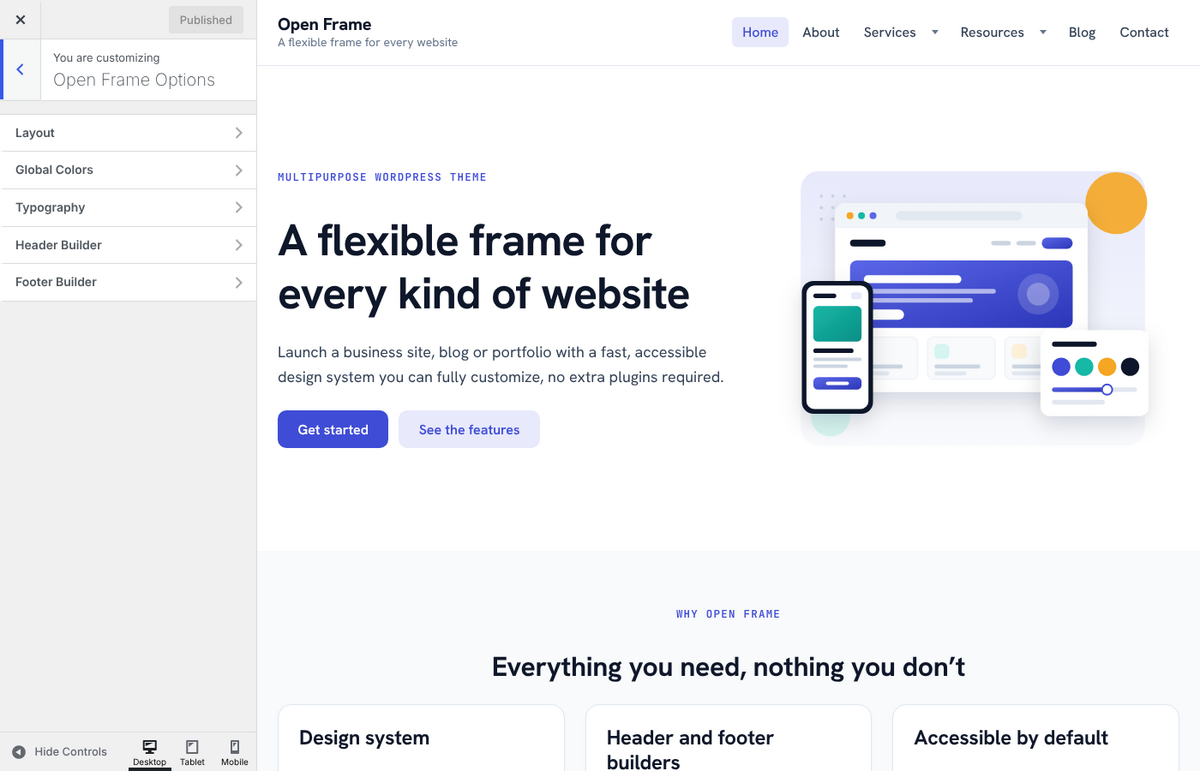 Published
You are customizing
Open Frame Options
Layout
Global Colors
Typography
Header Builder
Footer Builder
Hide Controls
Desktop
Tablet
Mobile
Open Frame
A flexible frame for every website
Home
About
Services
Resources
Blog
Contact
MULTIPURPOSE WORDPRESS THEME
A flexible frame for
every kind of website
Launch a business site, blog or portfolio with a fast, accessible
design system you can fully customize, no extra plugins required.
Get started
See the features
WHY OPEN FRAME
Everything you need, nothing you don’t
Design system
Header and footer
builders
Accessible by default